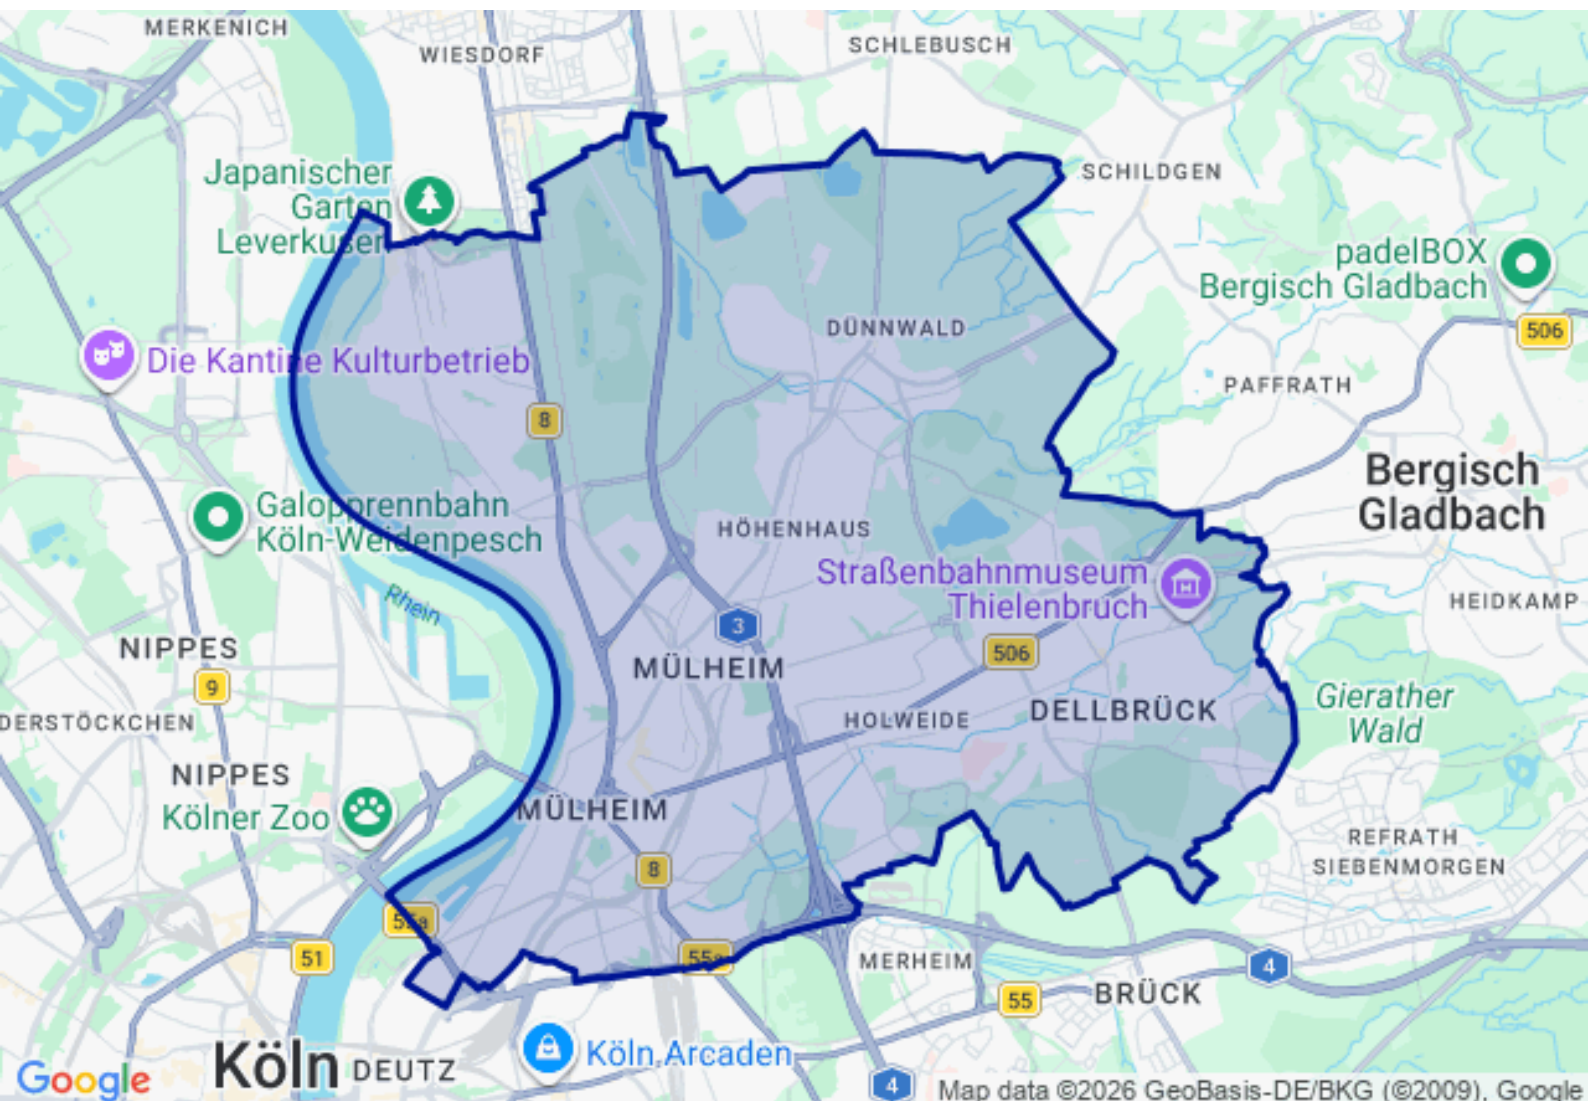 MERKENICH
WIESDORF
SCHLEBUSCH
Japanischer
Garten
Leverkusen
SCHILDGEN
padelBOX
Bergisch Gladbach
506
DÜNNWALD
Die Kantine Kulturbetrieb
PAFFRATH
8
Bergisch
Gladbach
Galopprennbahn
Köln-Weidenpesch
HÖHENHAUS
Straßenbahnmuseum
Thielenbruch
Rhein
HEIDKAMP
3
NIPPES
506
MÜLHEIM
9
Gierather
Wald
DERSTÖCKCHEN
HOLWEIDE
DELLBRÜCK
NIPPES
Kölner Zoo
MÜLHEIM
REFRATH
SIEBENMORGEN
8
55a
51
55a
MERHEIM
4
BRÜCK
55
Köln
DEUTZ
Köln Arcaden
Google
4
Map data ©2026 GeoBasis-DE/BKG (©2009), Google